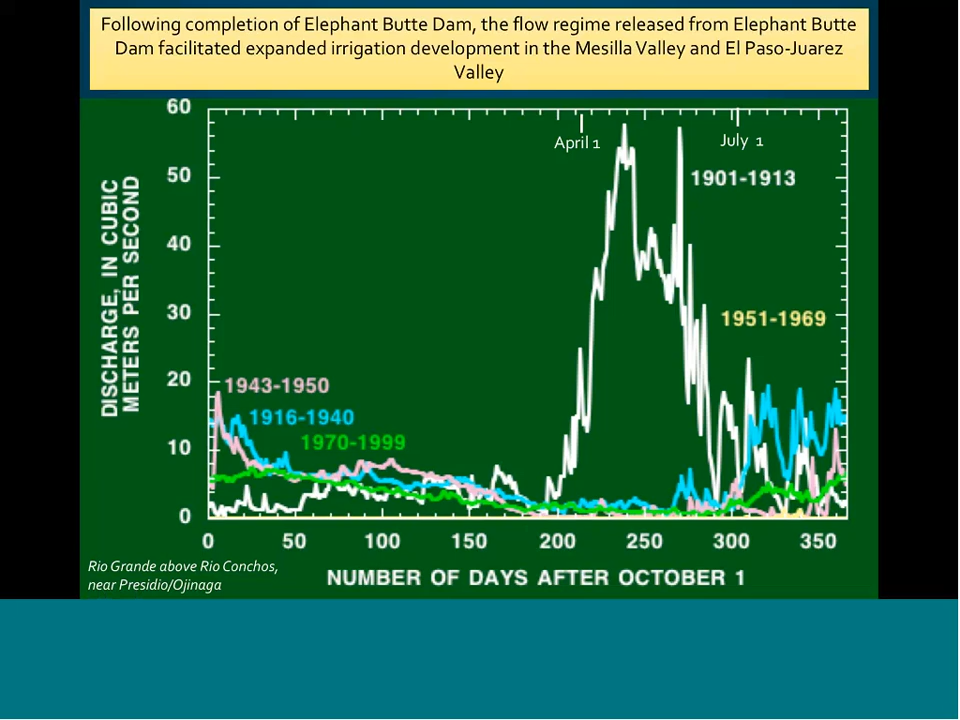 Following completion of Elephant Butte Dam, the flow regime released from Elephant Butte
Dam facilitated expanded irrigation development in the Mesilla Valley and El Paso-Juarez
Valley
60
50
40
30
20
10
0
DISCHARGE, IN CUBIC
METERS PER SECOND
April 1
July 1
1901-1913
1951-1969
1943-1950
1916-1940
1970-1999
0 50 100 150 200 250 300 350
NUMBER OF DAYS AFTER OCTOBER 1
Rio Grande above Rio Conchos,
near Presidio/Ojinaga